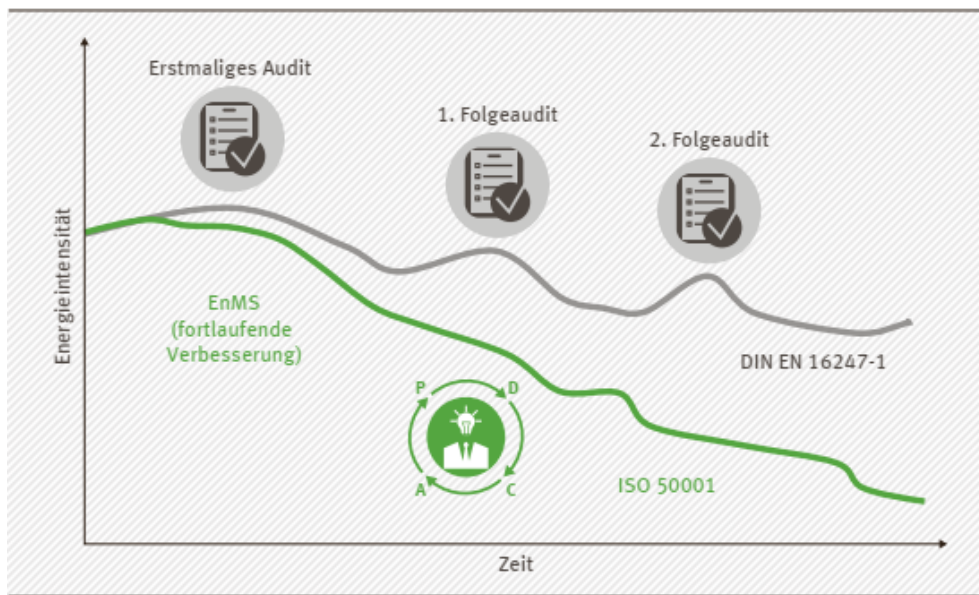 Erstmaliges Audit
1. Folgeaudit
2. Folgeaudit
Energieintensität
EnMS
(fortlaufende
Verbesserung)
DIN EN 16247-1
P
D
A
C
ISO 50001
Zeit